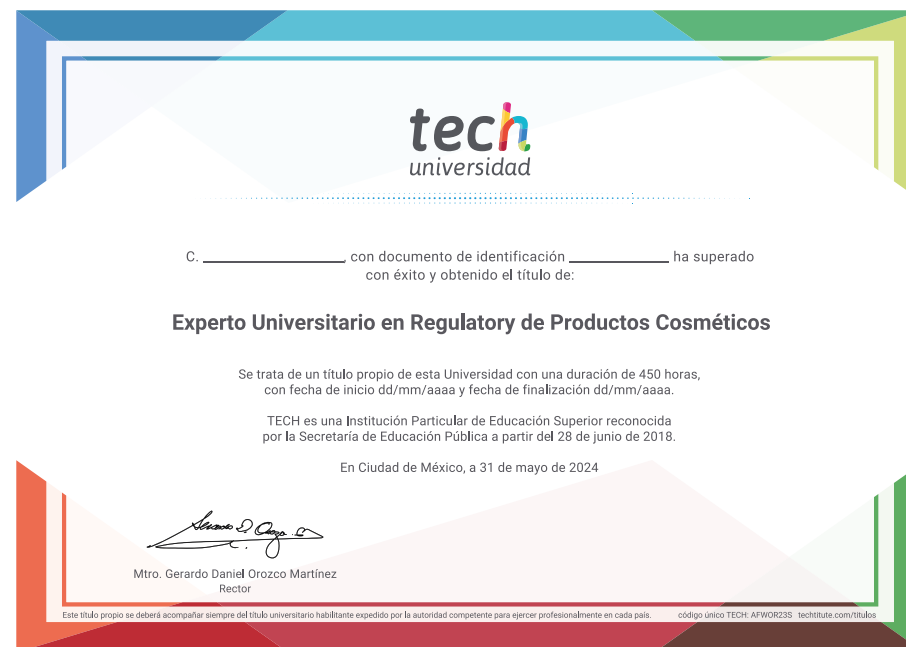 tech
universidad
C. ____________________, con documento de identificación ______________ ha superado
con éxito y obtenido el título de:
Experto Universitario en Regulatory de Productos Cosméticos
Se trata de un título propio de esta Universidad con una duración de 450 horas,
con fecha de inicio dd/mm/aaaa y fecha de finalización dd/mm/aaaa.
TECH es una Institución Particular de Educación Superior reconocida
por la Secretaría de Educación Pública a partir del 28 de junio de 2018.
En Ciudad de México, a 31 de mayo de 2024
Mtro. Gerardo Daniel Orozco Martínez
Rector
Este título propio se deberá acompañar siempre del título universitario habilitante expedido por la autoridad competente para ejercer profesionalmente en cada país. código único TECH: AFWOR23S techtitute.com/titulos